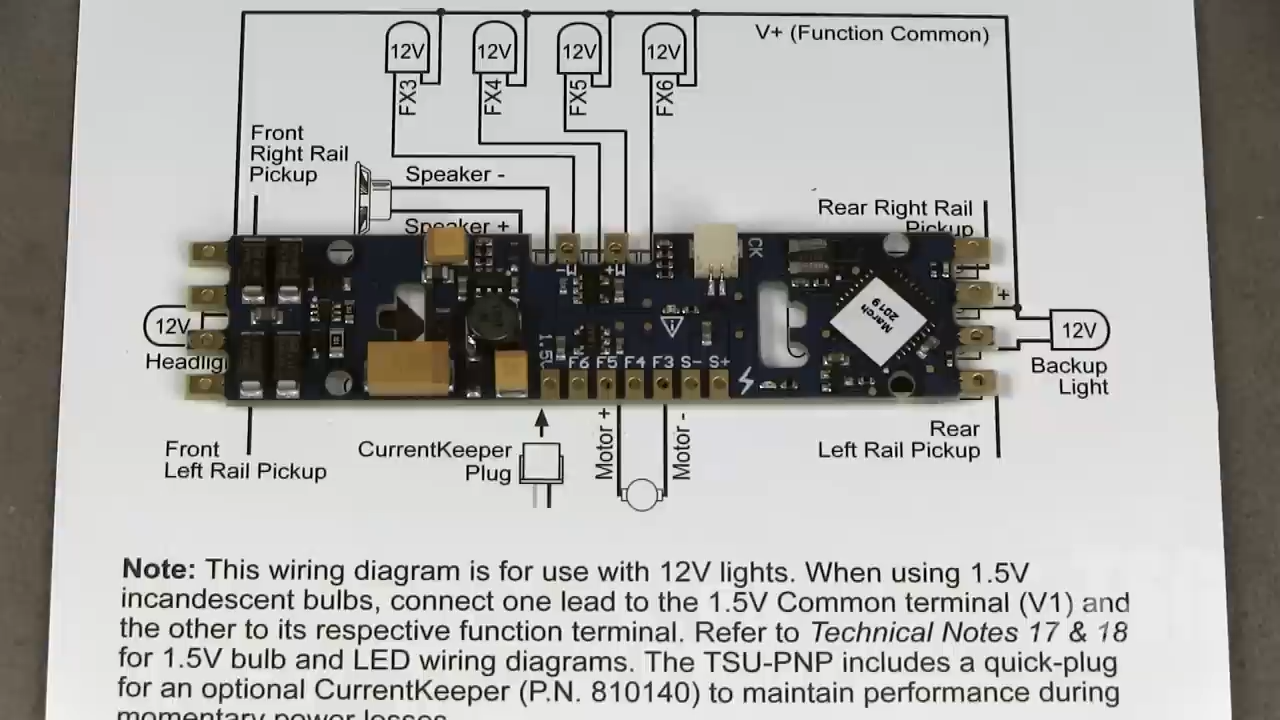 V+ (Function Common)
12V
12V
12V
12V
FX3
FX4
FX5
FX6
Front
Right Rail
Pickup
Speaker -
Speaker +
Rear Right Rail
Pickup
CK
+
March
2019
12V
Headlig
12V
Backup
Light
1.5V
F6 F5 F4 F3 S- S+
Front
Left Rail Pickup
CurrentKeeper
Plug
Motor +
Motor -
Rear
Left Rail Pickup
Note: This wiring diagram is for use with 12V lights. When using 1.5V
incandescent bulbs, connect one lead to the 1.5V Common terminal (V1) and
the other to its respective function terminal. Refer to Technical Notes 17 & 18
for 1.5V bulb and LED wiring diagrams. The TSU-PNP includes a quick-plug
for an optional CurrentKeeper (P.N. 810140) to maintain performance during
momentary power losses.